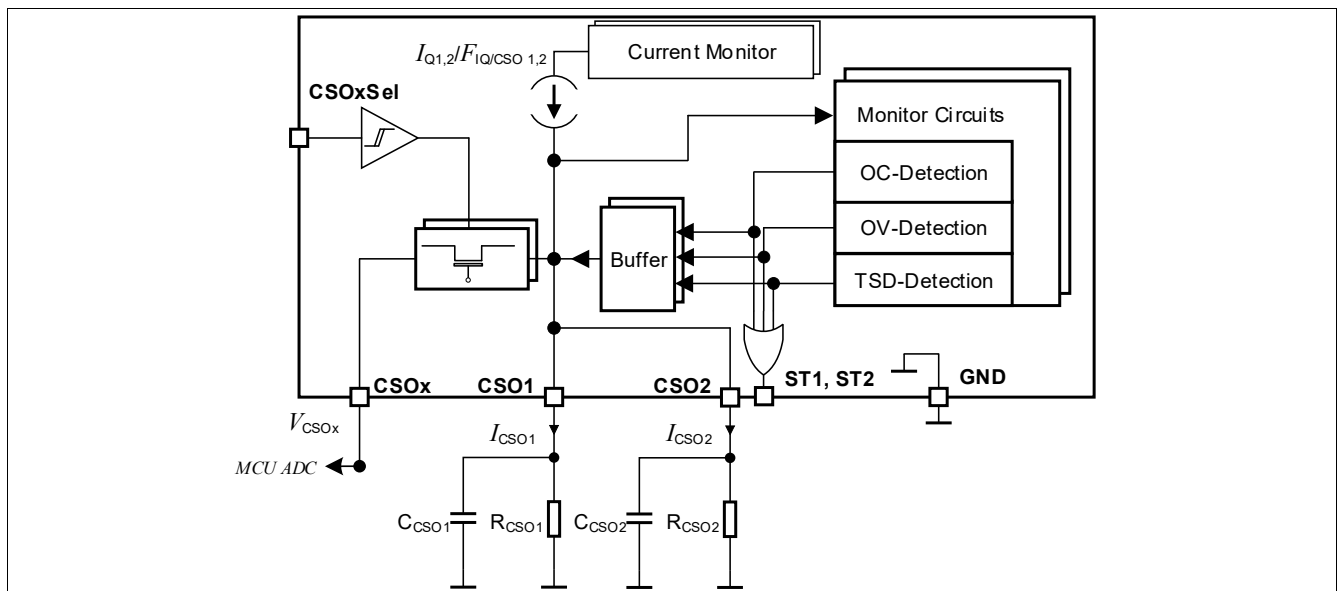 Current Monitor
IQ1,2/FIQ/CSO 1,2
CSOxSel
Monitor Circuits
OC-Detection
OV-Detection
TSD-Detection
Buffer
CSOx
CSO1
CSO2
ST1, ST2
GND
VCSOx
ICSO1
ICSO2
MCU ADC
CCSO1
RCSO1
CCSO2
RCSO2